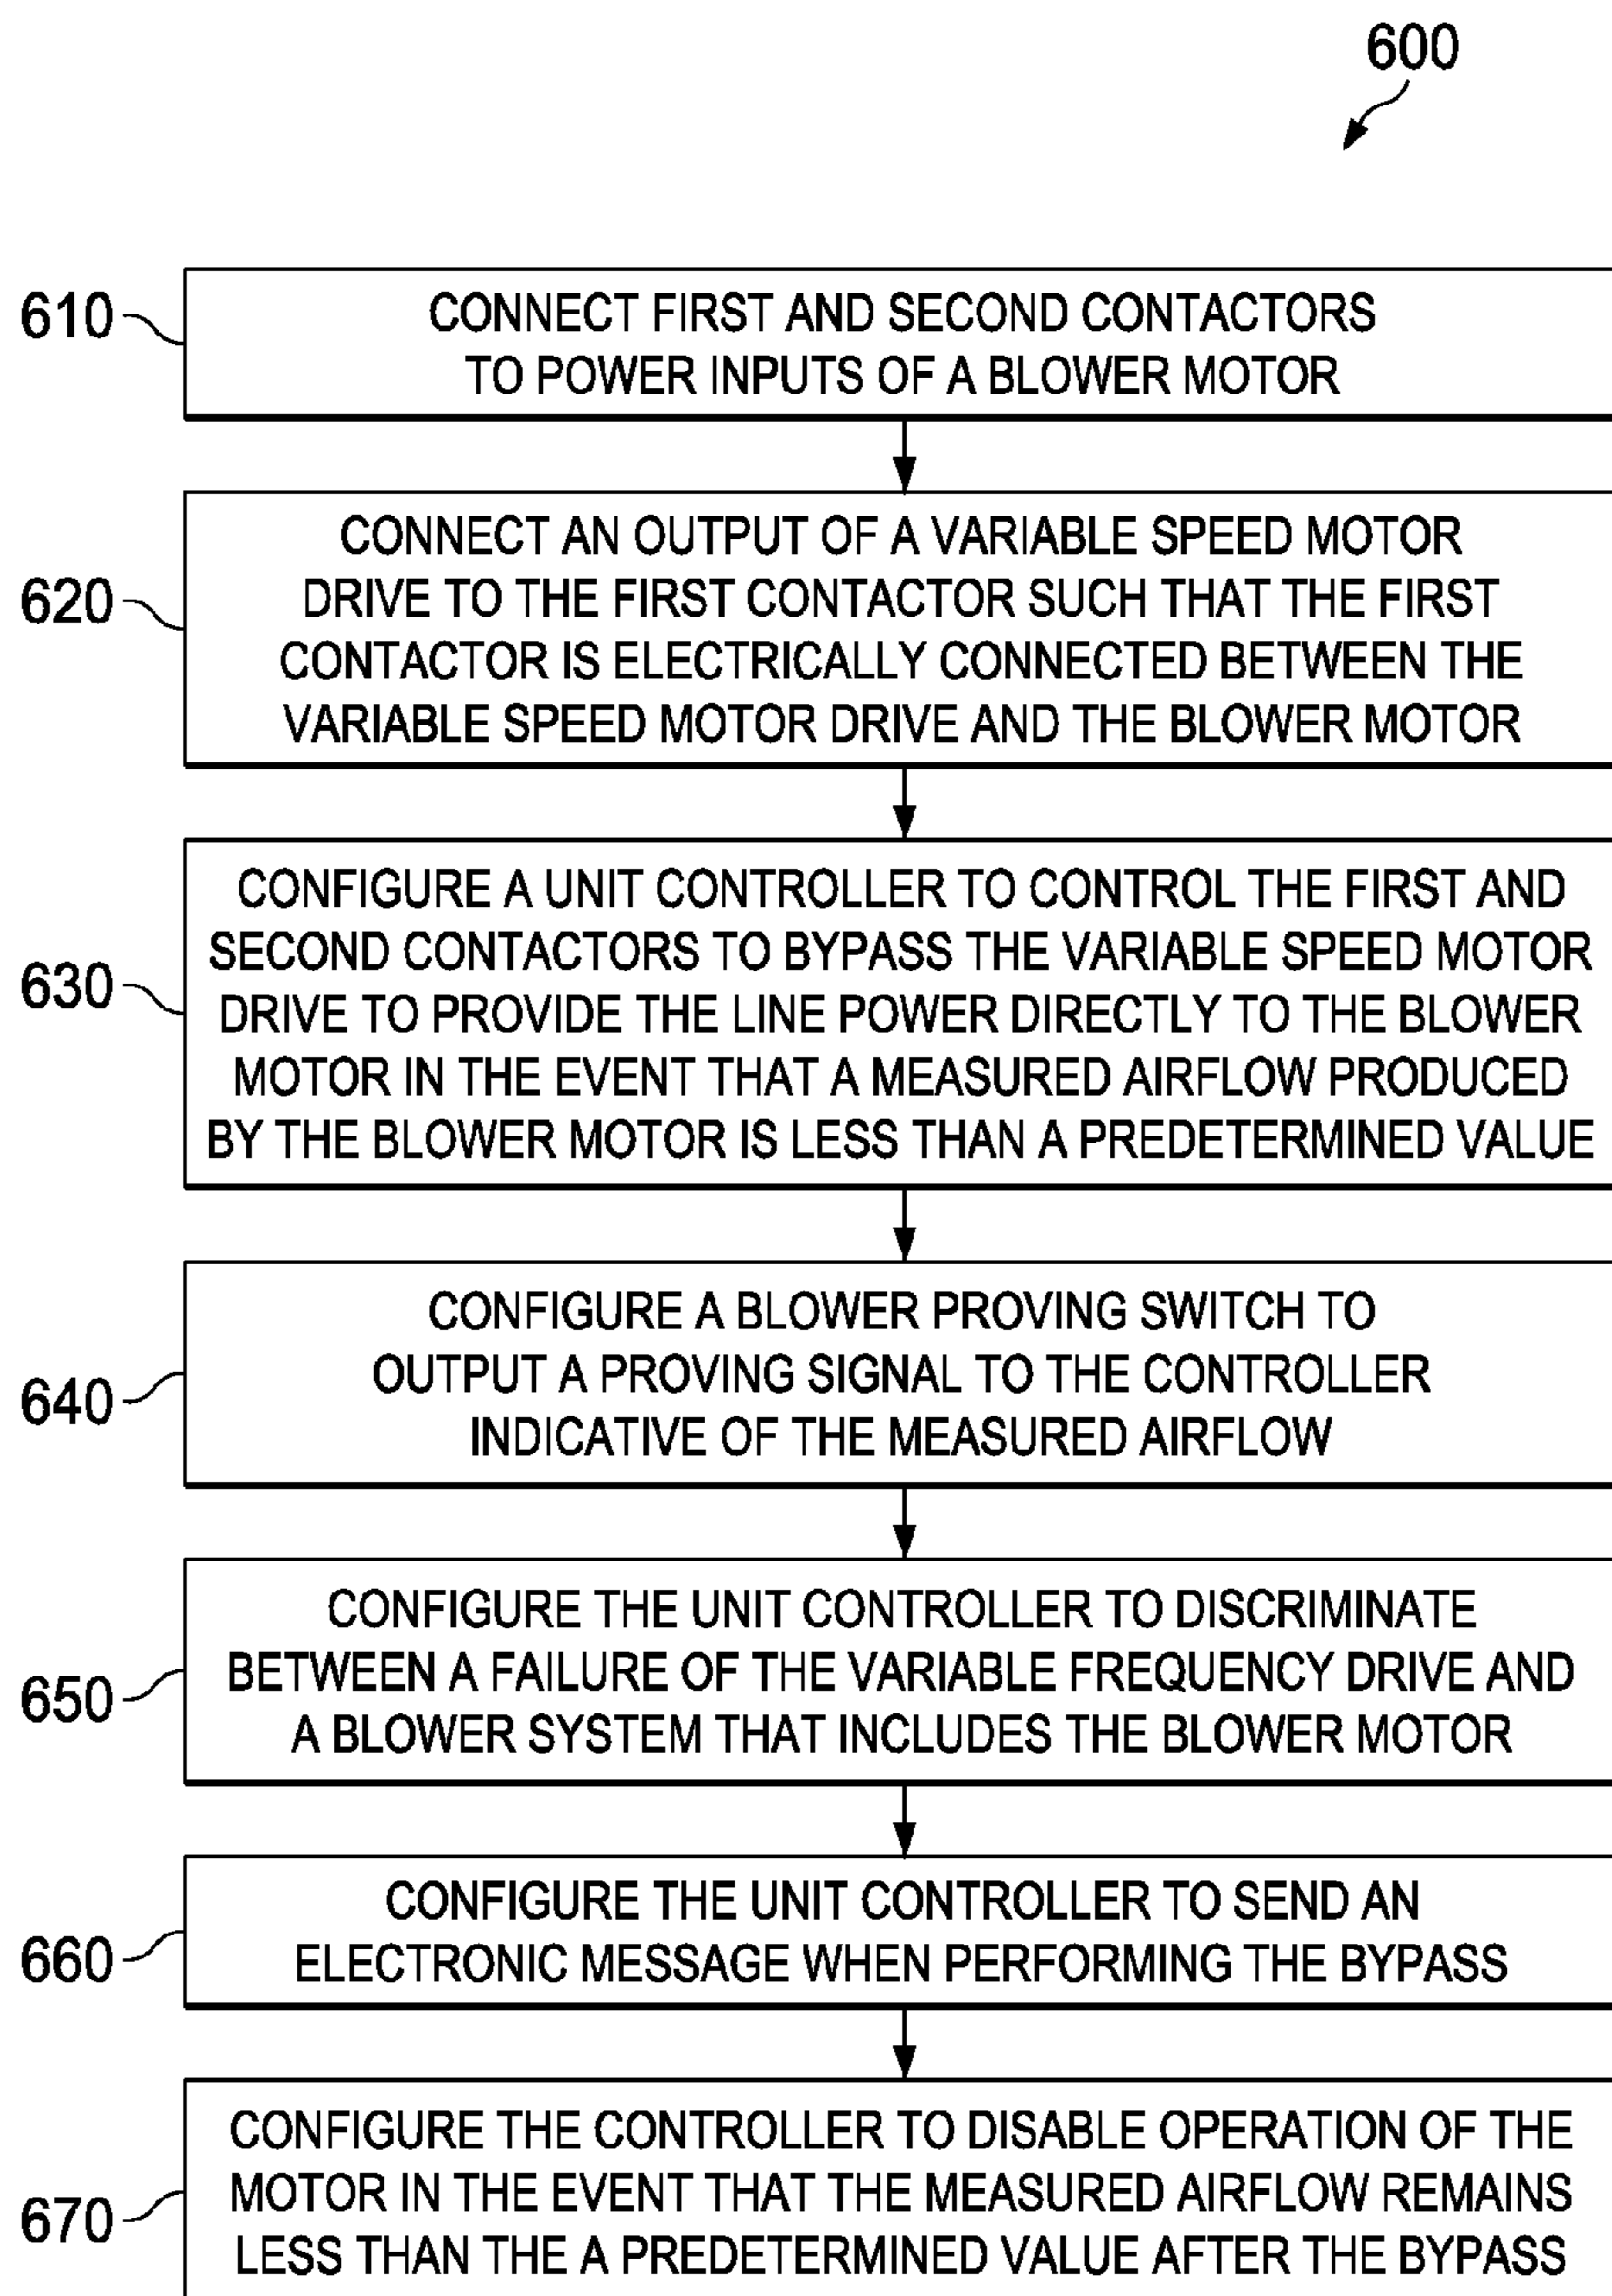 600
610
CONNECT FIRST AND SECOND CONTACTORS
TO POWER INPUTS OF A BLOWER MOTOR
620
CONNECT AN OUTPUT OF A VARIABLE SPEED MOTOR
DRIVE TO THE FIRST CONTACTOR SUCH THAT THE FIRST
CONTACTOR IS ELECTRICALLY CONNECTED BETWEEN THE
VARIABLE SPEED MOTOR DRIVE AND THE BLOWER MOTOR
630
CONFIGURE A UNIT CONTROLLER TO CONTROL THE FIRST AND
SECOND CONTACTORS TO BYPASS THE VARIABLE SPEED MOTOR
DRIVE TO PROVIDE THE LINE POWER DIRECTLY TO THE BLOWER
MOTOR IN THE EVENT THAT A MEASURED AIRFLOW PRODUCED
BY THE BLOWER MOTOR IS LESS THAN A PREDETERMINED VALUE
640
CONFIGURE A BLOWER PROVING SWITCH TO
OUTPUT A PROVING SIGNAL TO THE CONTROLLER
INDICATIVE OF THE MEASURED AIRFLOW
650
CONFIGURE THE UNIT CONTROLLER TO DISCRIMINATE
BETWEEN A FAILURE OF THE VARIABLE FREQUENCY DRIVE AND
A BLOWER SYSTEM THAT INCLUDES THE BLOWER MOTOR
660
CONFIGURE THE UNIT CONTROLLER TO SEND AN
ELECTRONIC MESSAGE WHEN PERFORMING THE BYPASS
670
CONFIGURE THE CONTROLLER TO DISABLE OPERATION OF THE
MOTOR IN THE EVENT THAT THE MEASURED AIRFLOW REMAINS
LESS THAN THE A PREDETERMINED VALUE AFTER THE BYPASS